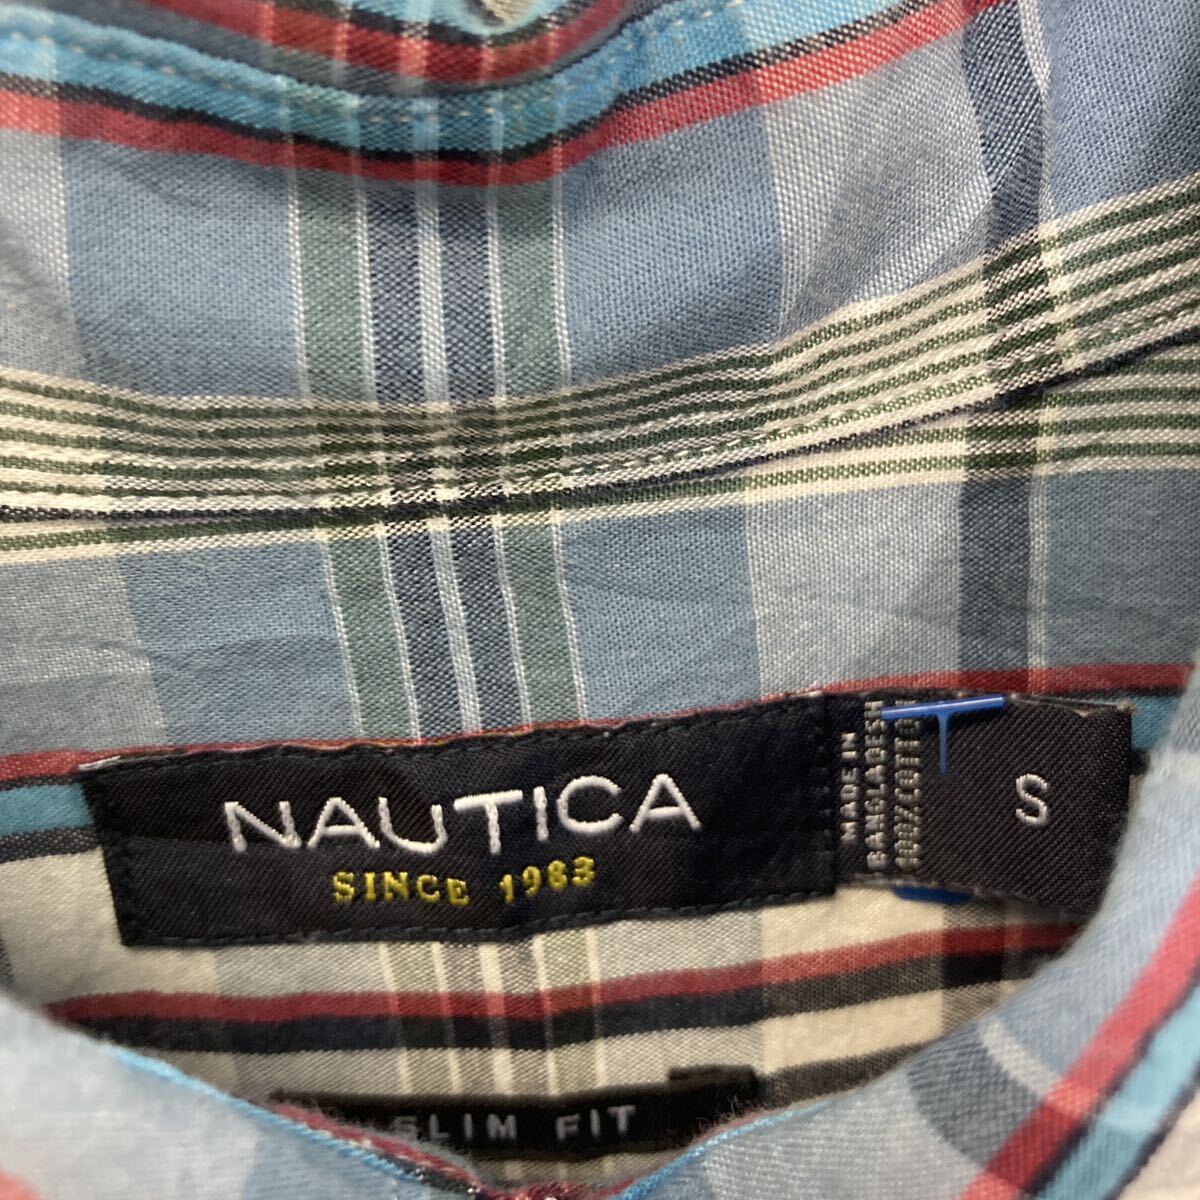 NAUTICA
SINCE 1983
MADE IN
BANGLADESH
100% COTTON
S
SLIM FIT